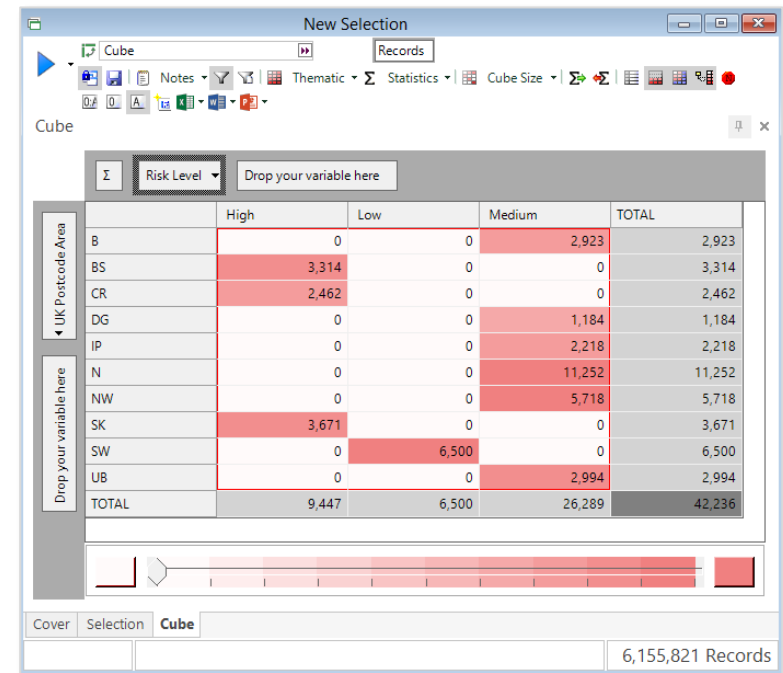 New Selection
Cube Records
Notes Thematic Σ Statistics Cube Size Σ Σ
A
Cube
Σ Risk Level Drop your variable here
UK Postcode Area
Drop your variable here
High Low Medium TOTAL
B 0 0 2,923 2,923
BS 3,314 0 0 3,314
CR 2,462 0 0 2,462
DG 0 0 1,184 1,184
IP 0 0 2,218 2,218
N 0 0 11,252 11,252
NW 0 0 5,718 5,718
SK 3,671 0 0 3,671
SW 0 6,500 0 6,500
UB 0 0 2,994 2,994
TOTAL 9,447 6,500 26,289 42,236
Cover Selection Cube
6,155,821 Records